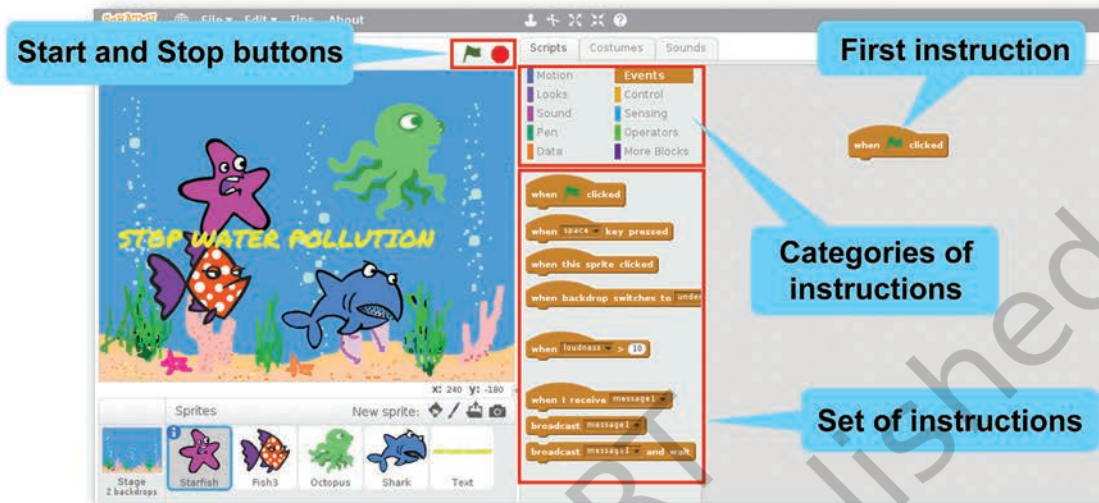 SCRATCH File Edit Tips About
Start and Stop buttons
Scripts Costumes Sounds
First instruction
Motion Events
Looks Control
Sound Sensing
Pen Operators
Data More Blocks
when clicked
when clicked
when space key pressed
when this sprite clicked
when backdrop switches to under
when loudness > 10
when I receive message1
broadcast message1
broadcast message1 and wait
Categories of
instructions
Set of instructions
STOP WATER POLLUTION
x: 240 y: -180
Sprites New sprite:
Stage
2 backdrops
Starfish Fish3 Octopus Shark Text